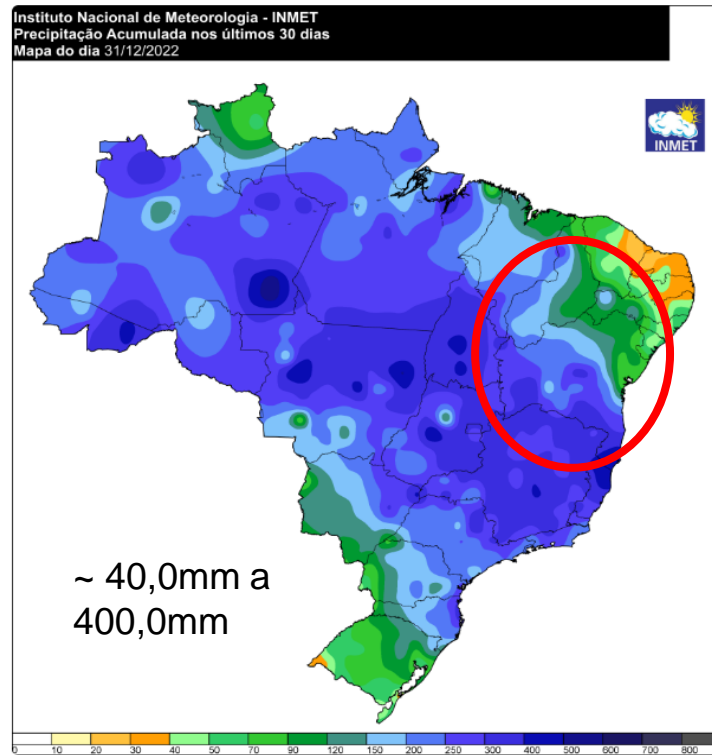 Instituto Nacional de Meteorologia - INMET
Precipitação Acumulada nos últimos 30 dias
Mapa do dia 31/12/2022
INMET
~ 40,0mm a
400,0mm
0 10 20 30 40 50 70 90 120 150 200 250 300 400 500 600 700 800